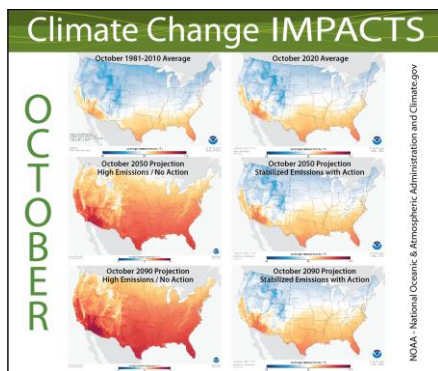 Climate Change IMPACTS
OCTOBER
October 1981-2010 Average
October 2020 Average
October 2050 Projection
High Emissions / No Action
October 2050 Projection
Stabilized Emissions with Action
October 2090 Projection
High Emissions / No Action
October 2090 Projection
Stabilized Emissions with Action
NOAA - National Oceanic & Atmospheric Administration and Climate.gov